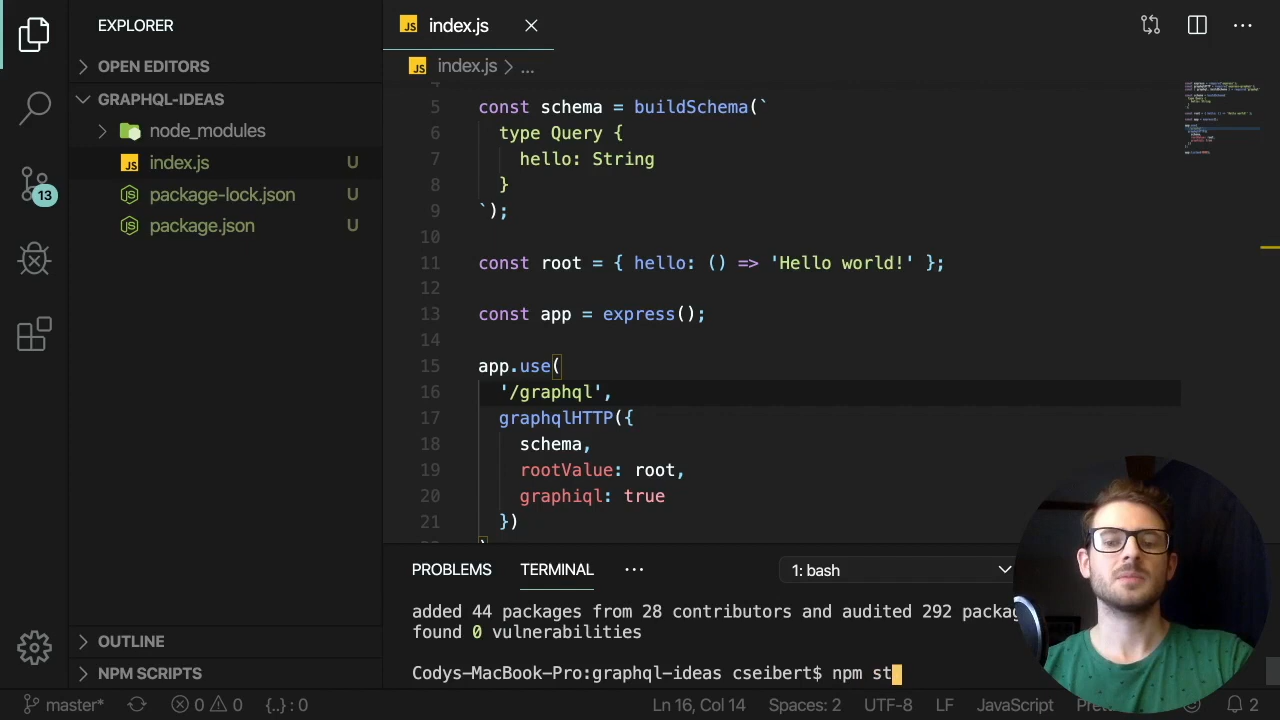 EXPLORER
OPEN EDITORS
GRAPHQL-IDEAS
node_modules
JS index.js U
package-lock.json U
package.json U
OUTLINE
NPM SCRIPTS
13
JS index.js
JS index.js > ...
4
5 const schema = buildSchema(`
6 type Query {
7 hello: String
8 }
9 `);
10
11 const root = { hello: () => 'Hello world!' };
12
13 const app = express();
14
15 app.use(
16 '/graphql',
17 graphqlHTTP({
18 schema,
19 rootValue: root,
20 graphiql: true
21 })
PROBLEMS TERMINAL ... 1: bash
added 44 packages from 28 contributors and audited 292
found 0 vulnerabilities
Codys-MacBook-Pro:graphql-ideas cseibert$ npm st
master* 0 0 {..}: 0 Ln 16, Col 14 Spaces: 2 UTF-8 LF JavaScript 2